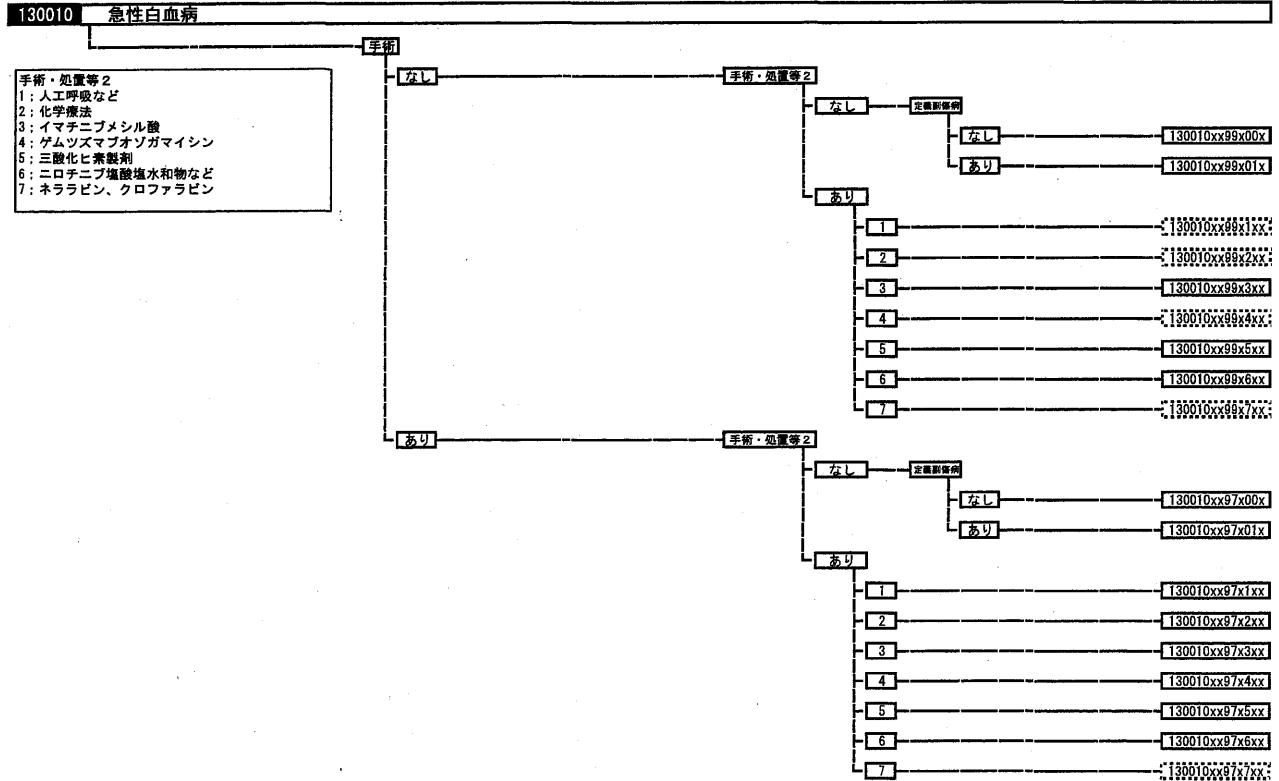 130010 急性白血病
手術
手術・処置等2
1;人工呼吸など
2;化学療法
3;イマチニブメシル酸
4;ゲムツズマブオゾガマイシン
5;三酸化ヒ素製剤
6;ニロチニブ塩酸塩水和物など
7;ネララビン、クロファラビン
なし 手術・処置等2
なし 定義副傷病
なし 130010xx99x00x
あり 130010xx99x01x
あり
1 130010xx99x1xx
2 130010xx99x2xx
3 130010xx99x3xx
4 130010xx99x4xx
5 130010xx99x5xx
6 130010xx99x6xx
7 130010xx99x7xx
あり 手術・処置等2
なし 定義副傷病
なし 130010xx97x00x
あり 130010xx97x01x
あり
1 130010xx97x1xx
2 130010xx97x2xx
3 130010xx97x3xx
4 130010xx97x4xx
5 130010xx97x5xx
6 130010xx97x6xx
7 130010xx97x7xx